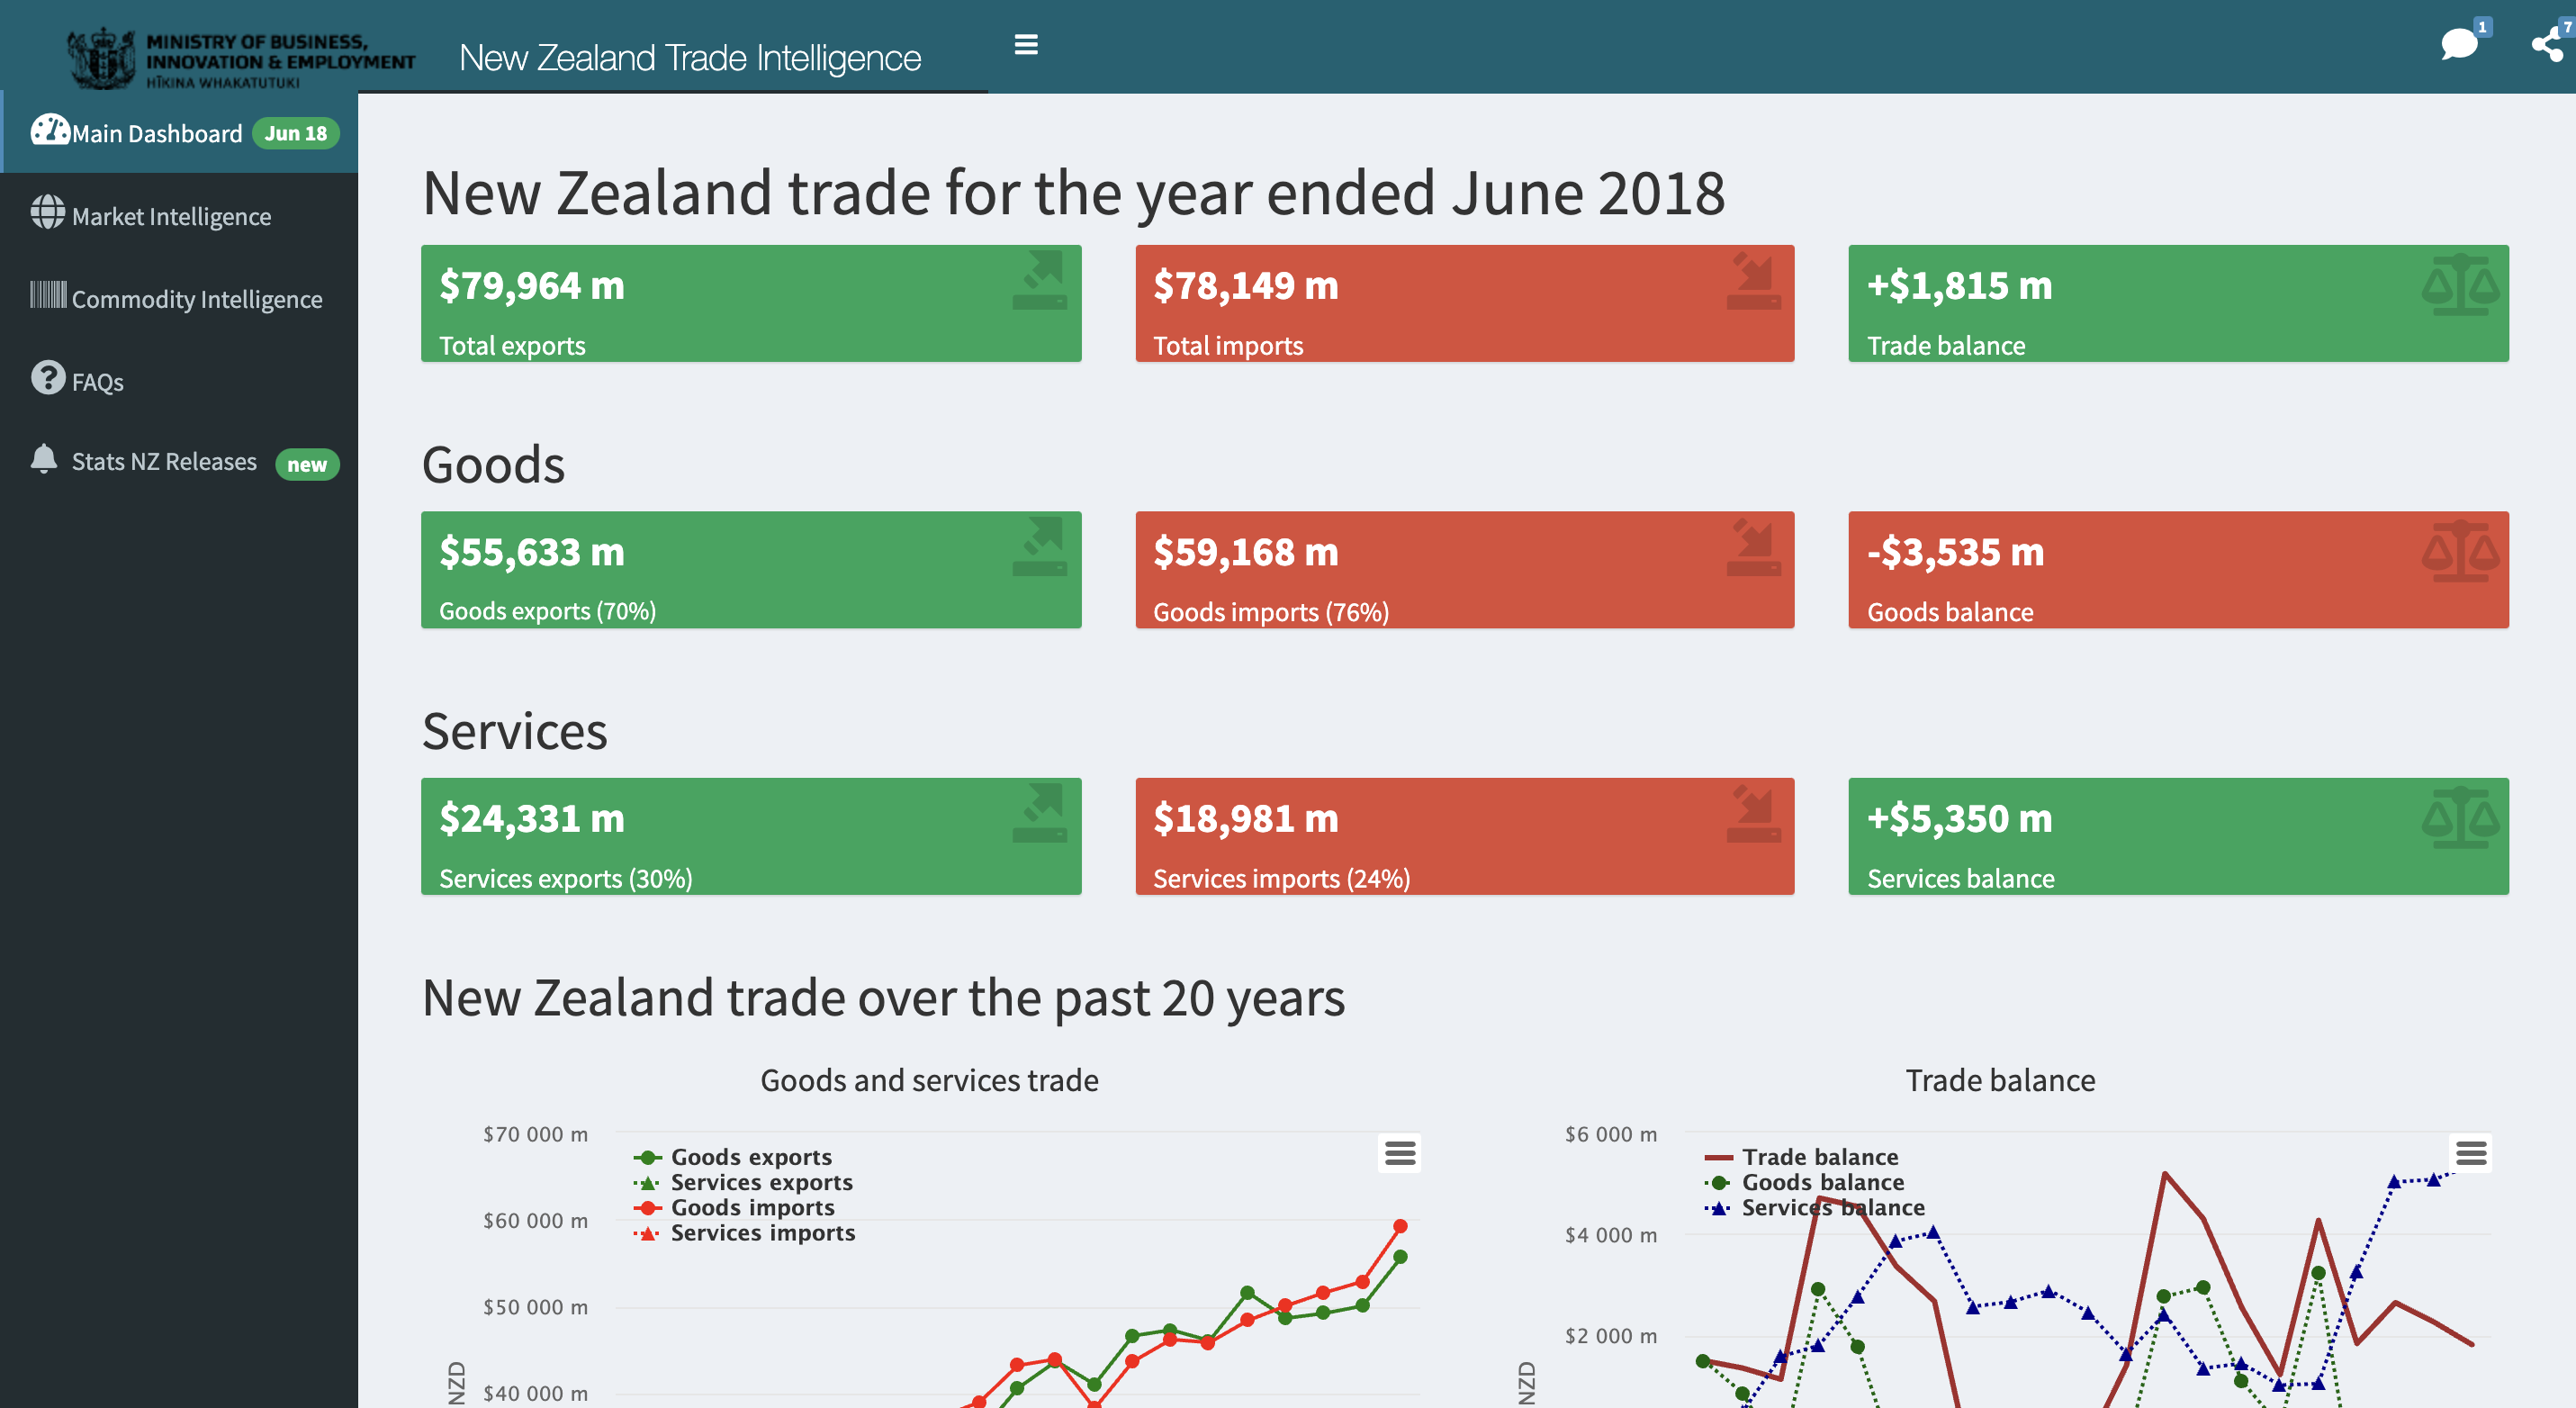 MINISTRY OF BUSINESS,
INNOVATION & EMPLOYMENT
HĪKINA WHAKATUTUKI
New Zealand Trade Intelligence
1
7
Main Dashboard Jun 18
Market Intelligence
Commodity Intelligence
FAQs
Stats NZ Releases new
New Zealand trade for the year ended June 2018
$79,964 m
Total exports
$78,149 m
Total imports
+$1,815 m
Trade balance
Goods
$55,633 m
Goods exports (70%)
$59,168 m
Goods imports (76%)
-$3,535 m
Goods balance
Services
$24,331 m
Services exports (30%)
$18,981 m
Services imports (24%)
+$5,350 m
Services balance
New Zealand trade over the past 20 years
Goods and services trade
$70 000 m
$60 000 m
$50 000 m
$40 000 m
NZD
Goods exports
Services exports
Goods imports
Services imports
Trade balance
$6 000 m
$4 000 m
$2 000 m
NZD
Trade balance
Goods balance
Services balance